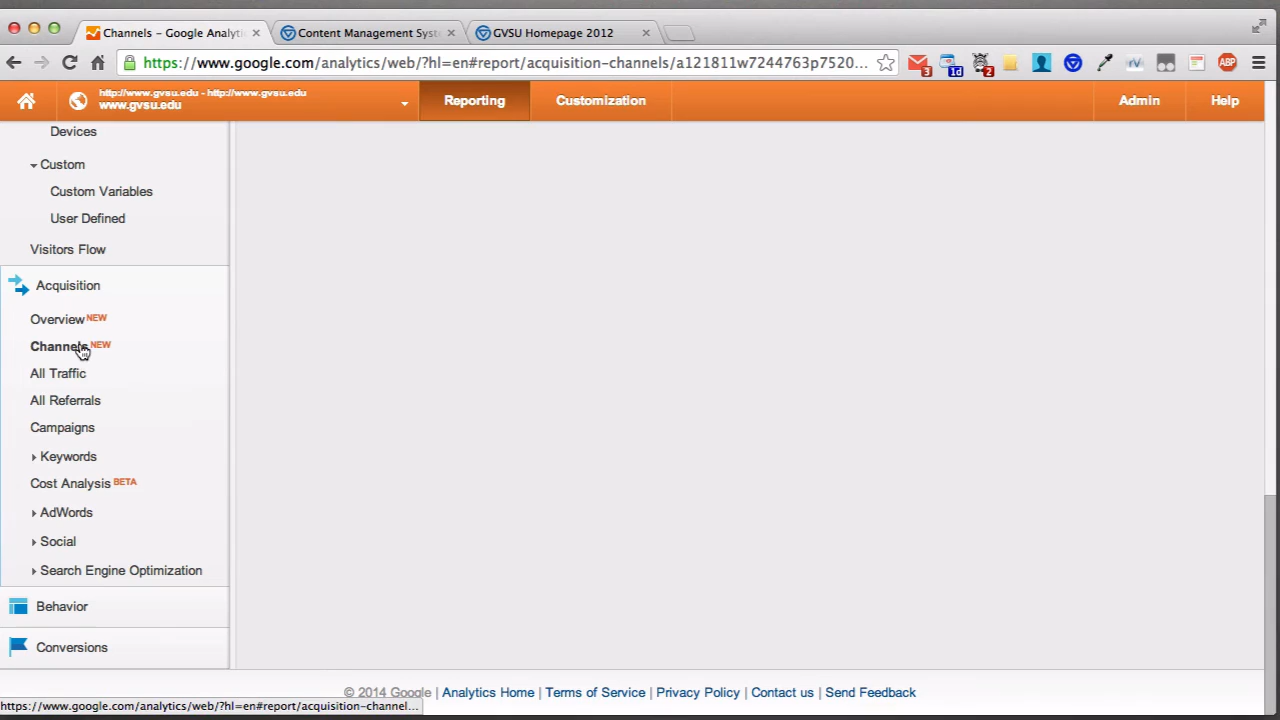 Channels – Google Analyti
Content Management Syst
GVSU Homepage 2012
https://www.google.com/analytics/web/?hl=en#report/acquisition-channels/a121811w7244763p7520...
3
1d
2
ABP
http://www.gvsu.edu - http://www.gvsu.edu
www.gvsu.edu
Reporting
Customization
Admin
Help
Devices
Custom
Custom Variables
User Defined
Visitors Flow
Acquisition
Overview NEW
Channels NEW
All Traffic
All Referrals
Campaigns
Keywords
Cost Analysis BETA
AdWords
Social
Search Engine Optimization
Behavior
Conversions
© 2014 Google | Analytics Home | Terms of Service | Privacy Policy | Contact us | Send Feedback
https://www.google.com/analytics/web/?hl=en#report/acquisition-channel...